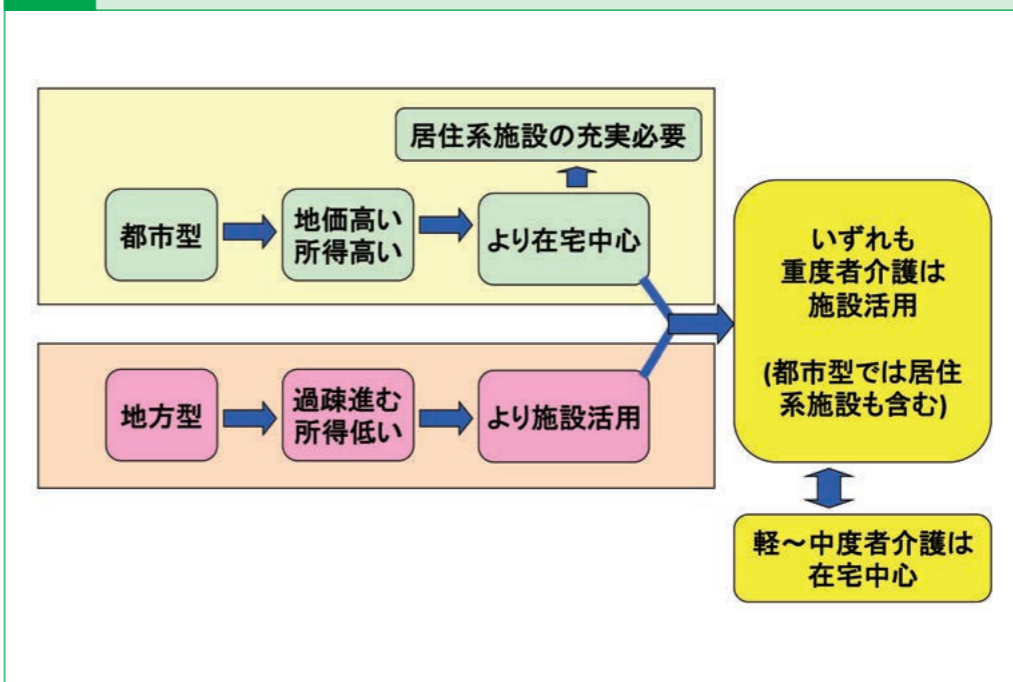 居住系施設の充実必要
都市型
地価高い
所得高い
より在宅中心
地方型
過疎進む
所得低い
より施設活用
いずれも
重度者介護は
施設活用
(都市型では居住
系施設も含む)
軽～中度者介護は
在宅中心